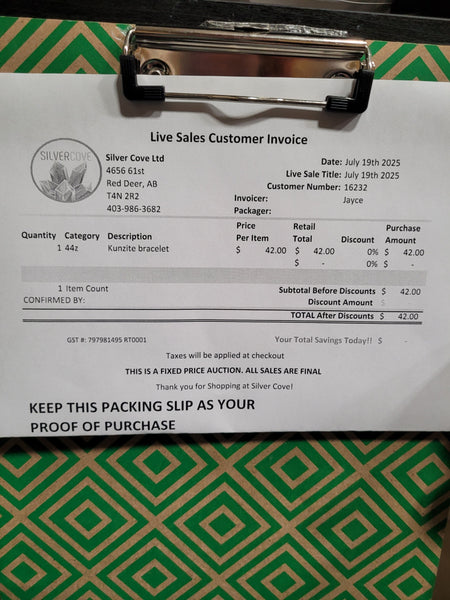 Live Sales Customer Invoice
SILVERCOVE
Silver Cove Ltd
4656 61st
Red Deer, AB
T4N 2R2
403-986-3682
Date: July 19th 2025
Live Sale Title: July 19th 2025
Customer Number: 16232
Invoicer: Jayce
Packager:
Quantity Category Description Price Per Item Retail Total Discount Purchase Amount
1 44z Kunzite bracelet $ 42.00 $ 42.00 0% $ 42.00
$ - 0% $ -
1 Item Count Subtotal Before Discounts $ 42.00
CONFIRMED BY: Discount Amount $
TOTAL After Discounts $ 42.00
GST #: 797981495 RT0001 Your Total Savings Today!! $ -
Taxes will be applied at checkout
THIS IS A FIXED PRICE AUCTION. ALL SALES ARE FINAL
Thank you for Shopping at Silver Cove!
KEEP THIS PACKING SLIP AS YOUR
PROOF OF PURCHASE